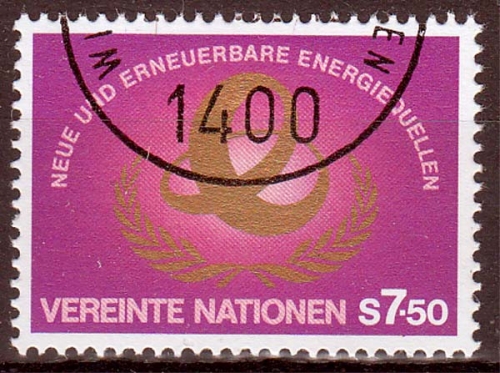 NEUE UND ERNEUERBARE ENERGIEQUELLEN
1400
VEREINTE NATIONEN S7·50